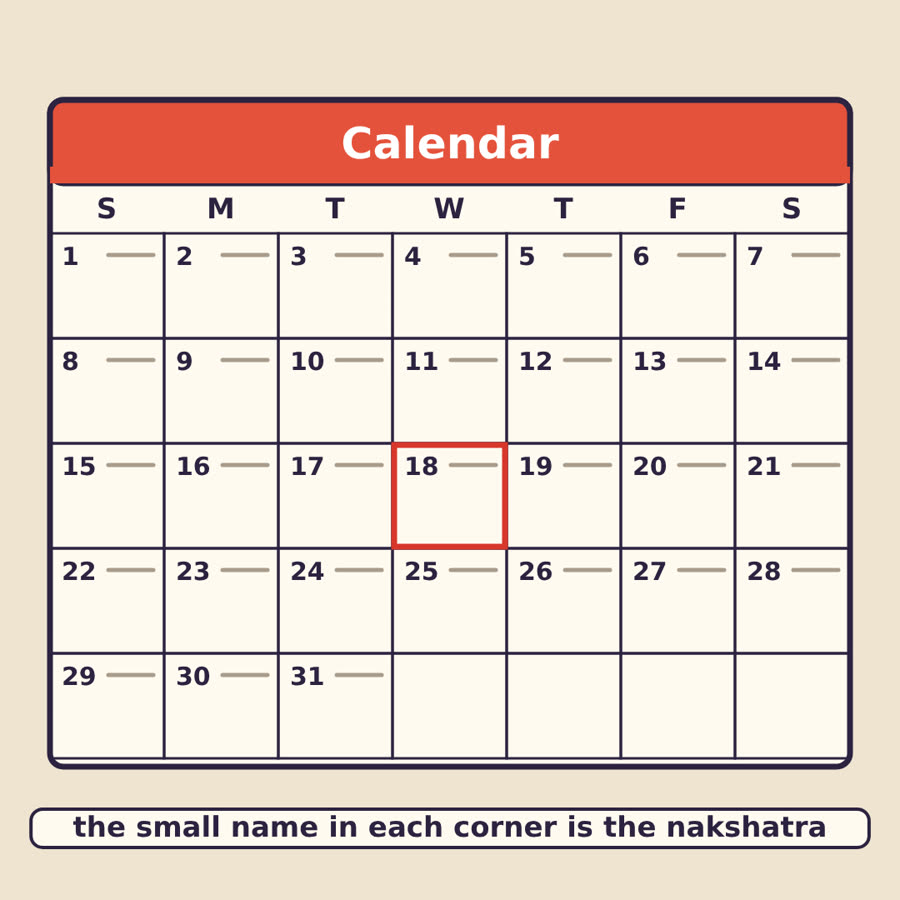 Calendar
S M T W T F S
1 2 3 4 5 6 7
8 9 10 11 12 13 14
15 16 17 18 19 20 21
22 23 24 25 26 27 28
29 30 31
the small name in each corner is the nakshatra